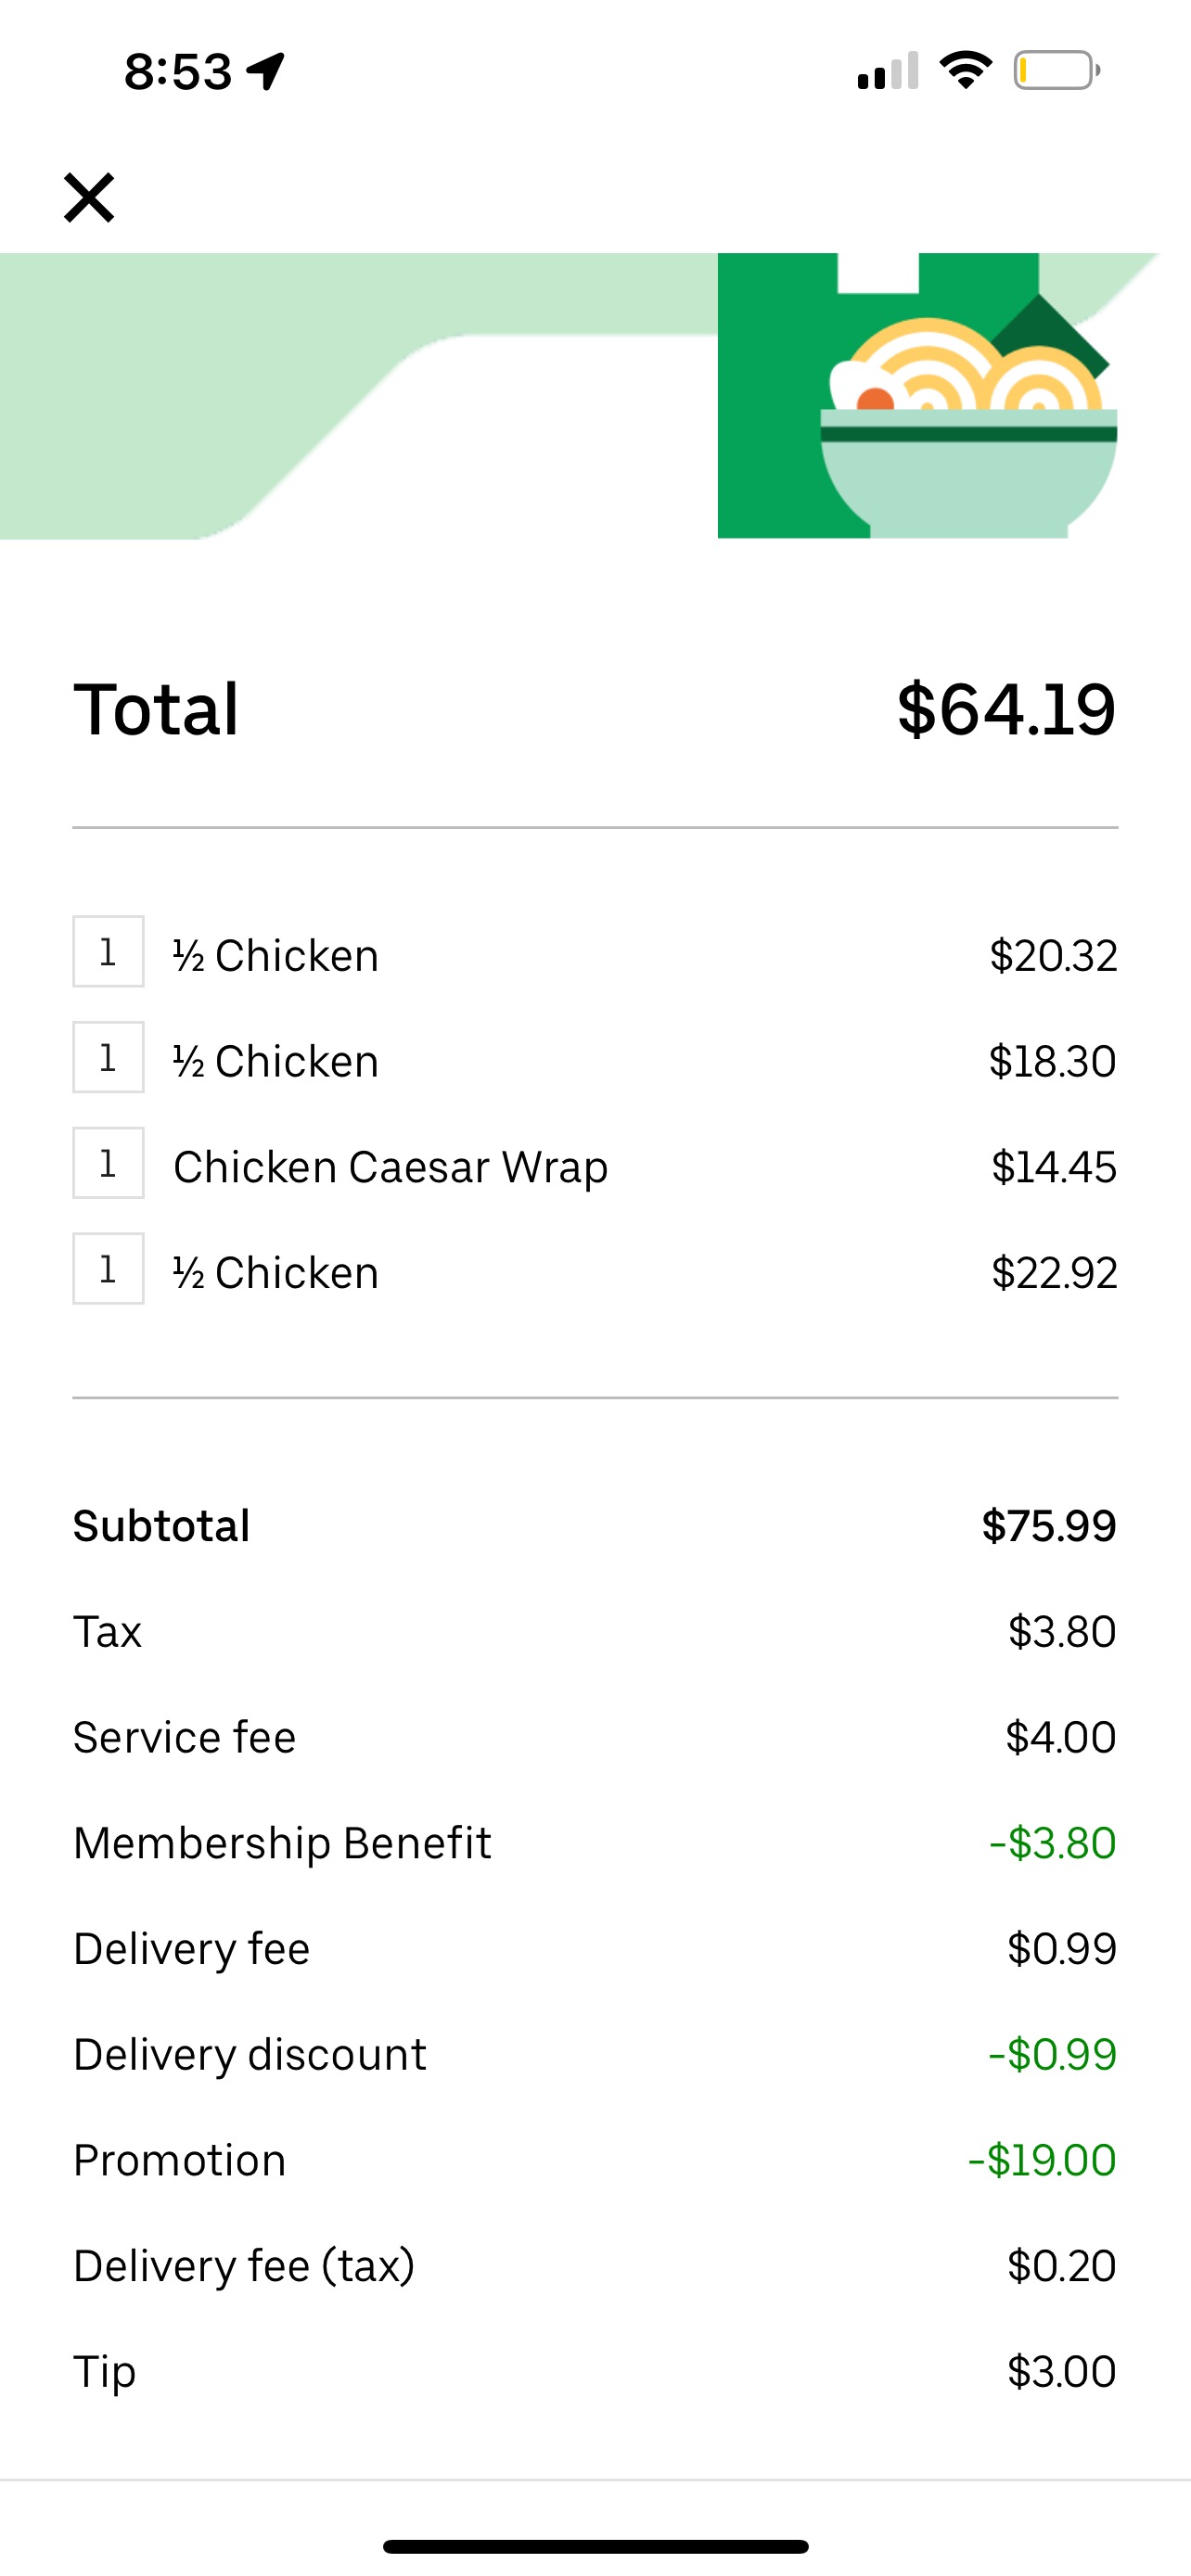 8:53
Total $64.19
1 ½ Chicken $20.32
1 ½ Chicken $18.30
1 Chicken Caesar Wrap $14.45
1 ½ Chicken $22.92
Subtotal $75.99
Tax $3.80
Service fee $4.00
Membership Benefit -$3.80
Delivery fee $0.99
Delivery discount -$0.99
Promotion -$19.00
Delivery fee (tax) $0.20
Tip $3.00